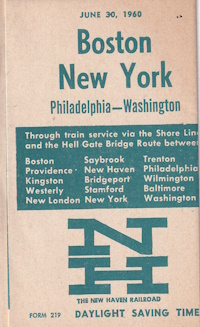 JUNE 30, 1960
Boston
New York
Philadelphia—Washington
Through train service via the Shore Line
and the Hell Gate Bridge Route between
Boston Saybrook Trenton
Providence New Haven Philadelphia
Kingston Bridgeport Wilmington
Westerly Stamford Baltimore
New London New York Washington
NH
THE NEW HAVEN RAILROAD
FORM 219 DAYLIGHT SAVING TIME